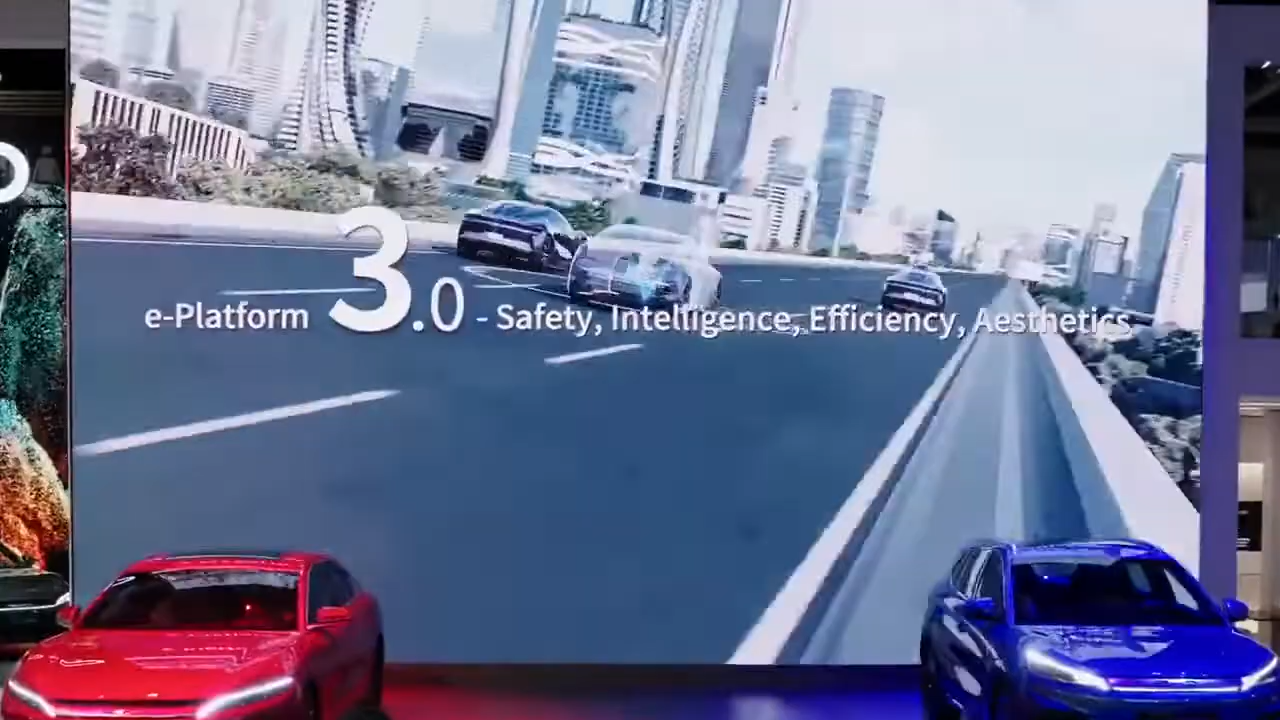 e-Platform 3.0 - Safety, Intelligence, Efficiency, Aesthetics